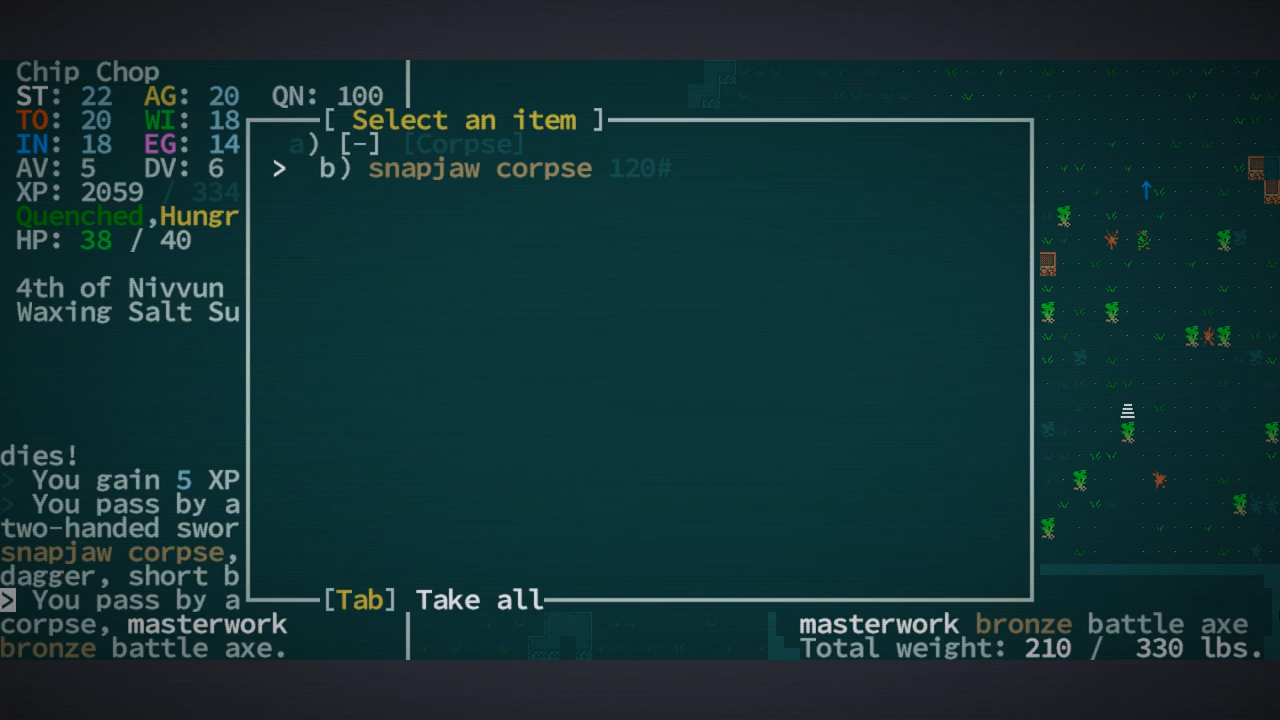 Chip Chop
ST: 22 AG: 20 QN: 100
TO: 20 WI: 18
IN: 18 EG: 14
AV: 5 DV: 6
XP: 2059 / 334
Quenched,Hungr
HP: 38 / 40
4th of Nivvun
Waxing Salt Su
[ Select an item ]
a) [-] [Corpse]
> b) snapjaw corpse 120#
[Tab] Take all
dies!
> You gain 5 XP
> You pass by a
two-handed swor
snapjaw corpse,
dagger, short b
> You pass by a
corpse, masterwork
bronze battle axe.
masterwork bronze battle axe
Total weight: 210 / 330 lbs.